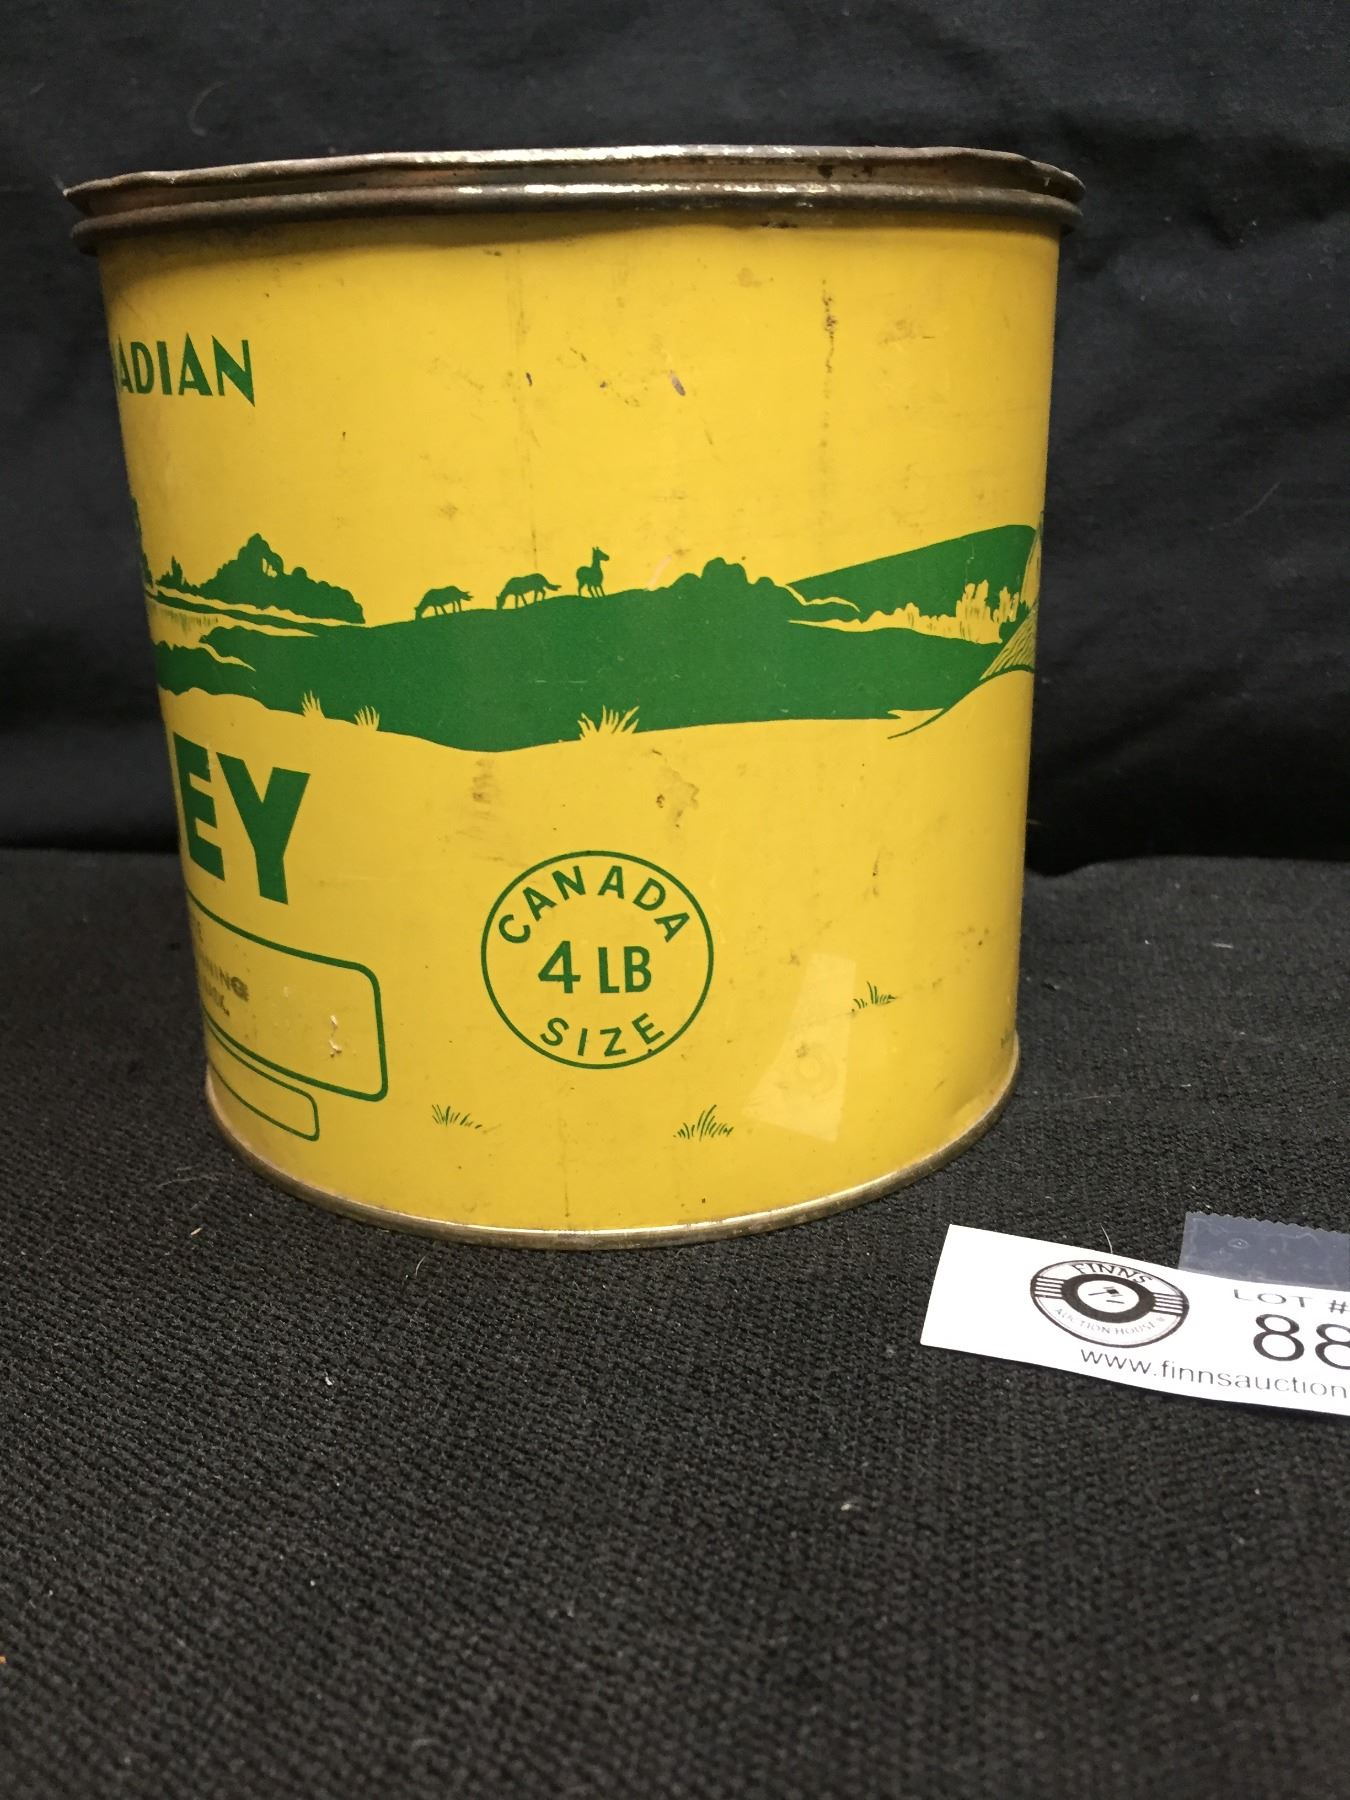 ADIAN
EY
CANADA
4 LB
SIZE
FINNS
AUCTION HOUSE
LOT #
88
www.finnsauction